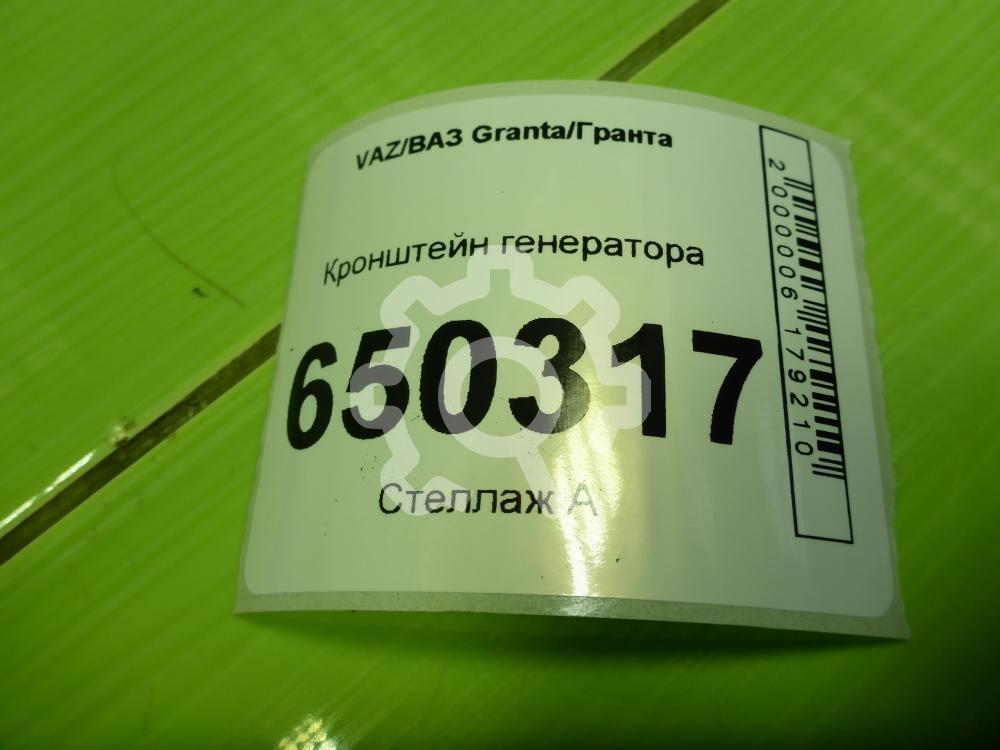 VAZ/ВАЗ Granta/Гранта
Кронштейн генератора
650317
Стеллаж А
2000006179210